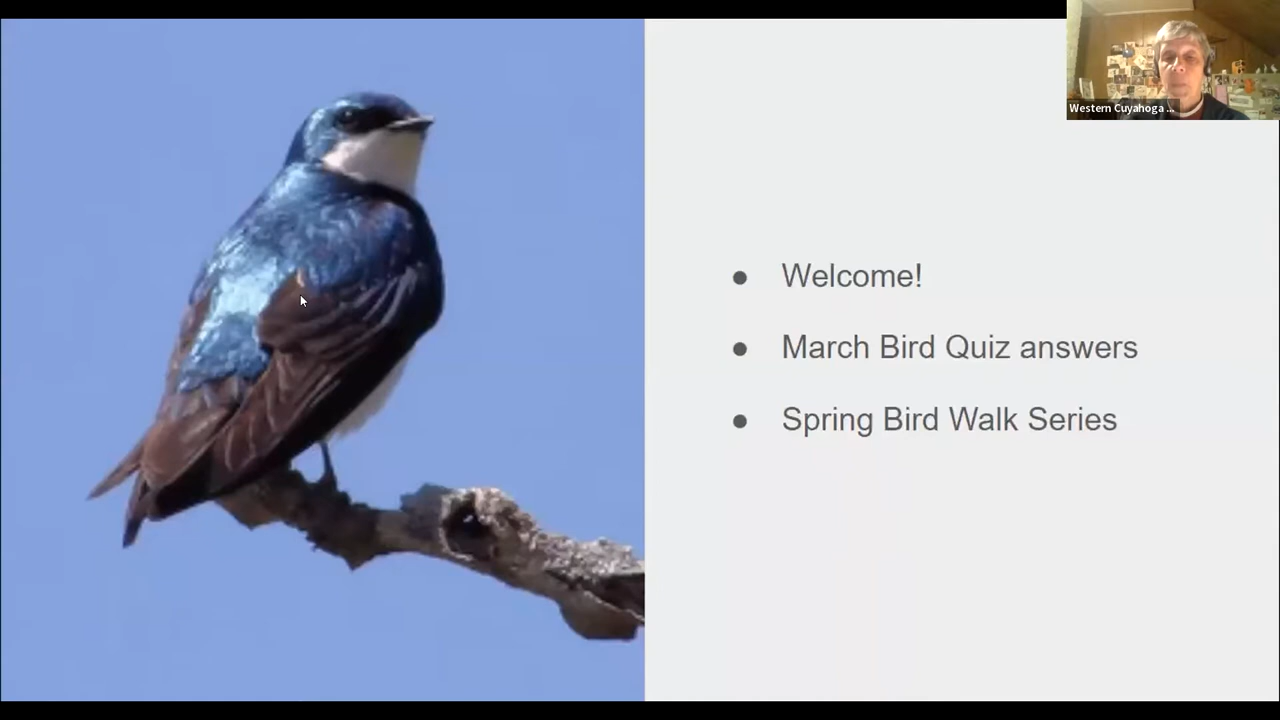 Western Cuyahoga ...
● Welcome!
● March Bird Quiz answers
● Spring Bird Walk Series